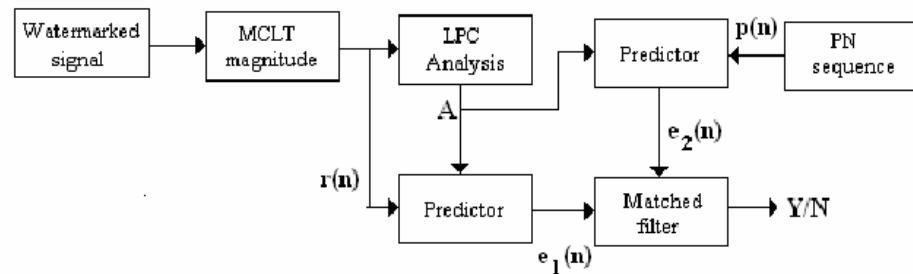 Watermarked
signal
MCLT
magnitude
LPC
Analysis
Predictor
p(n)
PN
sequence
A
e2(n)
r(n)
Predictor
Matched
filter
Y/N
e1(n)